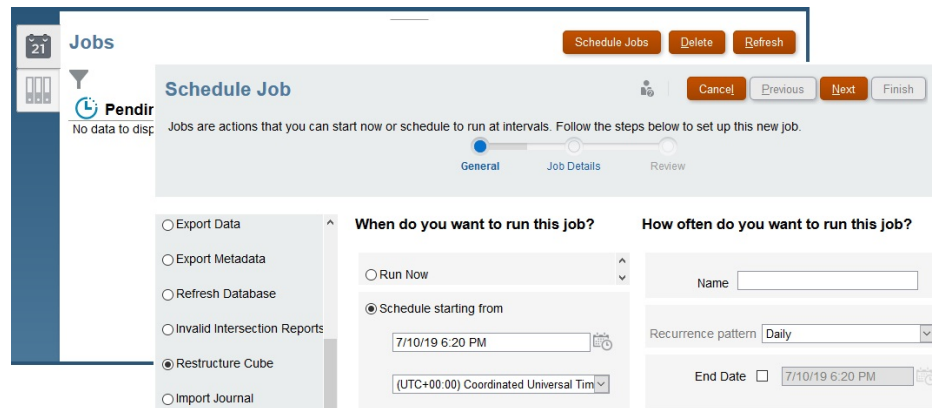 21
Jobs
Schedule Jobs Delete Refresh
No data to disp
Schedule Job
Cancel Previous Next Finish
Jobs are actions that you can start now or schedule to run at intervals. Follow the steps below to set up this new job.
General Job Details Review
Export Data
Export Metadata
Refresh Database
Invalid Intersection Reports
Restructure Cube
Import Journal
When do you want to run this job?
Run Now
Schedule starting from
7/10/19 6:20 PM
(UTC+00:00) Coordinated Universal Tim
How often do you want to run this job?
Name
Recurrence pattern Daily
End Date 7/10/19 6:20 PM